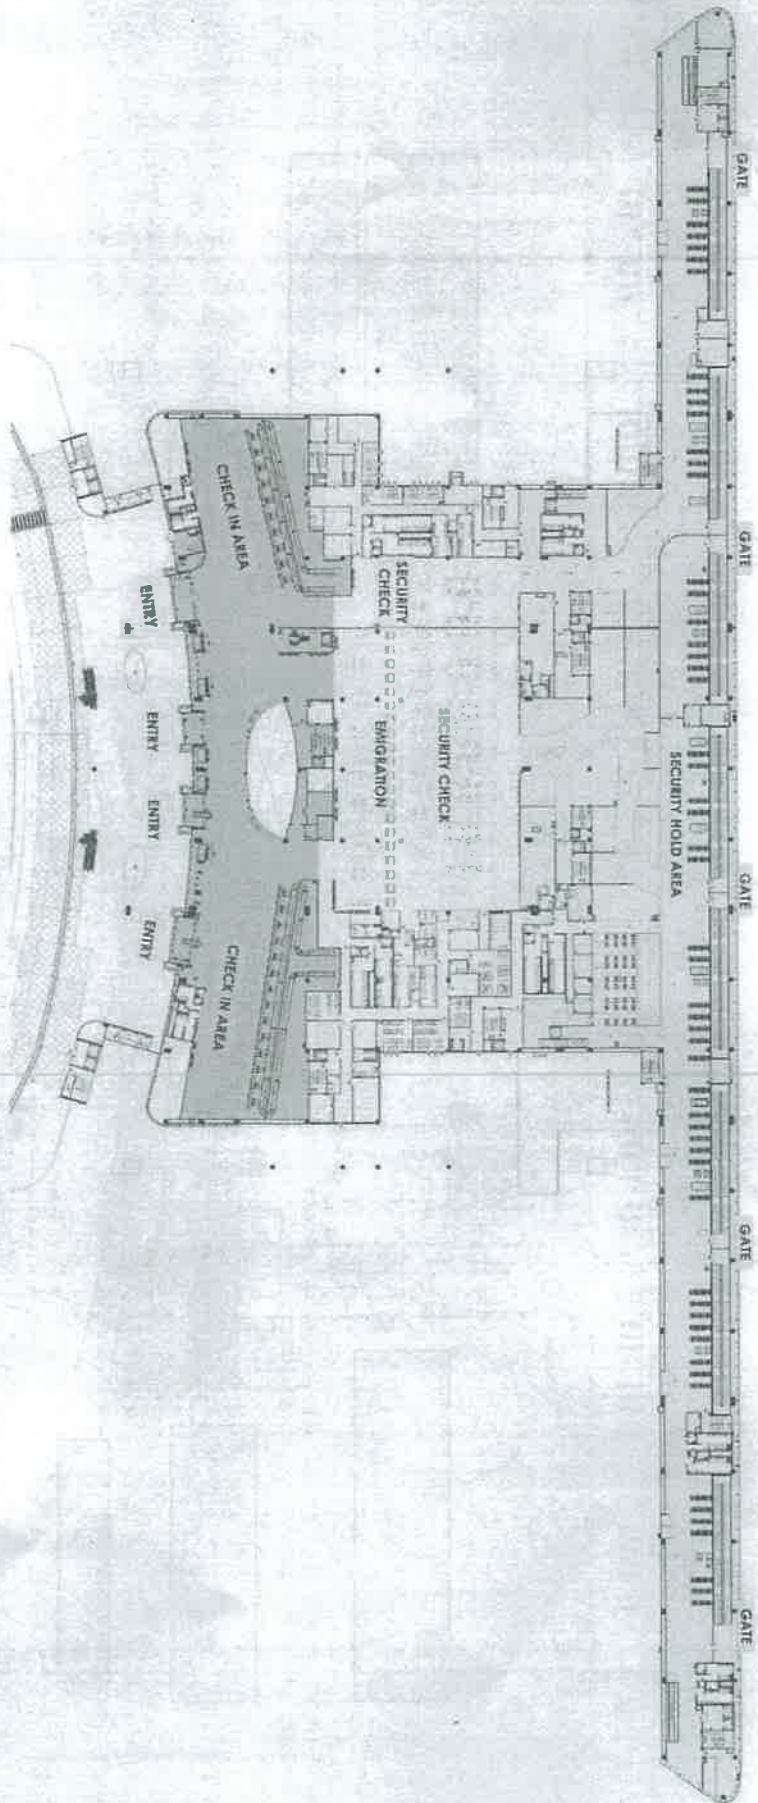 GATE
GATE
GATE
GATE
GATE
SECURITY HOLD AREA
SECURITY
CHECK
SECURITY CHECK
EMIGRATION
CHECK IN AREA
CHECK IN AREA
ENTRY
ENTRY
ENTRY
ENTRY